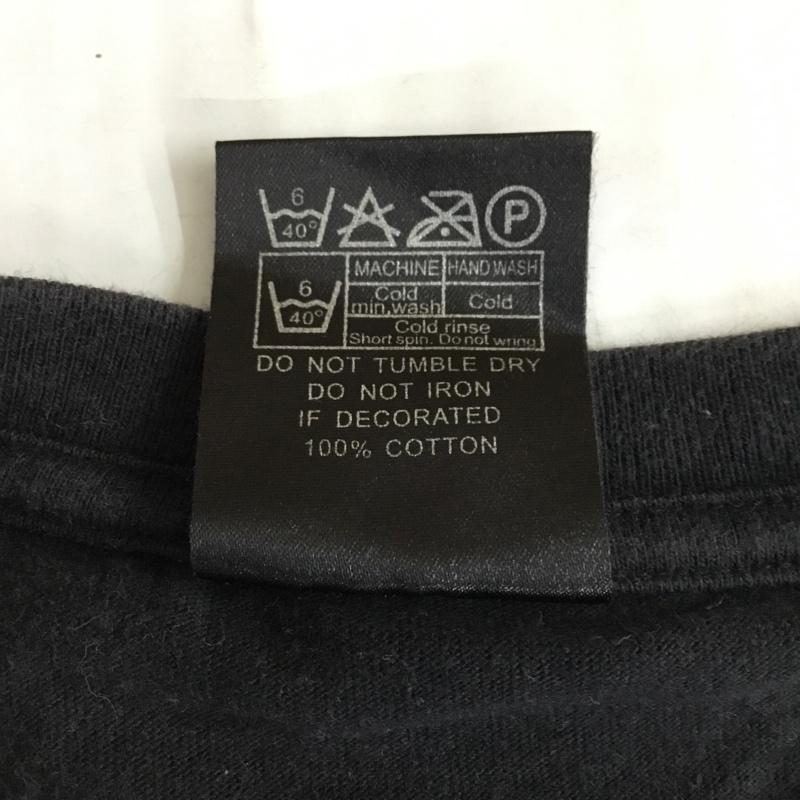 6
40°
P
6
40°
MACHINE HAND WASH
Cold min.wash Cold
Cold rinse
Short spin. Do not wring
DO NOT TUMBLE DRY
DO NOT IRON
IF DECORATED
100% COTTON